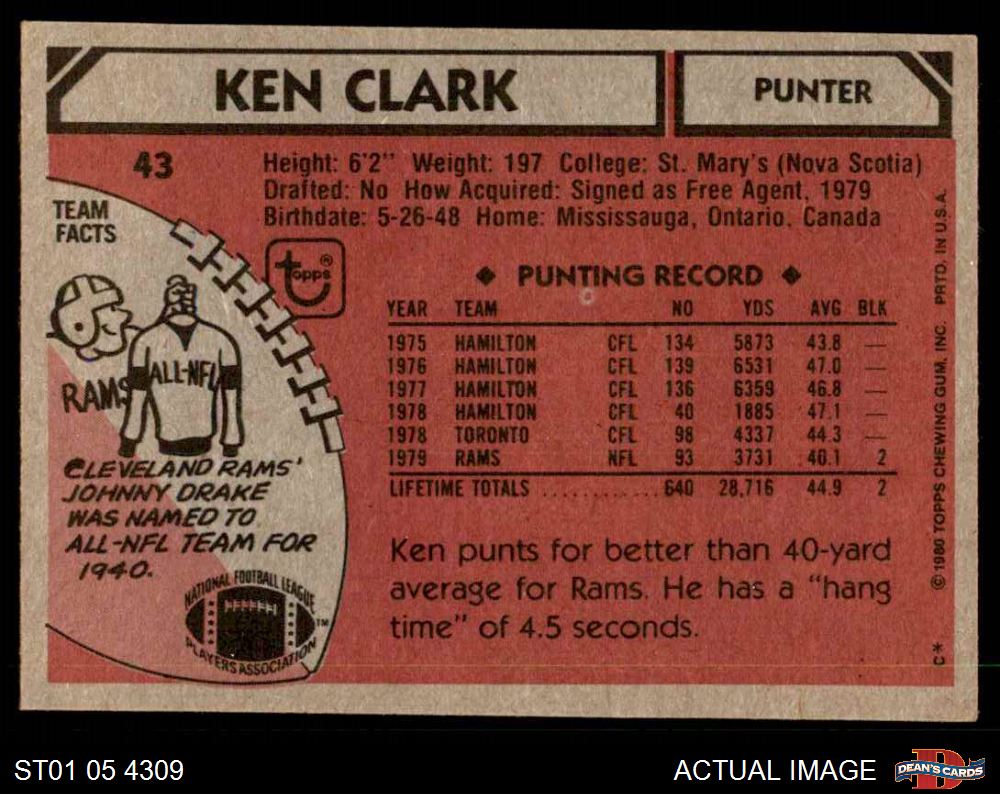 KEN CLARK
PUNTER
43
Height: 6'2" Weight: 197 College: St. Mary's (Nova Scotia)
Drafted: No How Acquired: Signed as Free Agent, 1979
Birthdate: 5-26-48 Home: Mississauga, Ontario, Canada
TEAM
FACTS
topps®
RAMS
ALL-NFL
CLEVELAND RAMS'
JOHNNY DRAKE
WAS NAMED TO
ALL-NFL TEAM FOR
1940.
NATIONAL FOOTBALL LEAGUE
PLAYERS ASSOCIATION
TM
◆ PUNTING RECORD ◆
YEAR TEAM NO YDS AVG BLK
1975 HAMILTON CFL 134 5873 43.8 —
1976 HAMILTON CFL 139 6531 47.0 —
1977 HAMILTON CFL 136 6359 46.8 —
1978 HAMILTON CFL 40 1885 47.1 —
1978 TORONTO CFL 98 4337 44.3 —
1979 RAMS NFL 93 3731 40.1 2
LIFETIME TOTALS ............ 640 28,716 44.9 2
Ken punts for better than 40-yard
average for Rams. He has a "hang
time" of 4.5 seconds.
C* © 1980 TOPPS CHEWING GUM, INC. PRTD. IN U.S.A.
ST01 05 4309
ACTUAL IMAGE
D
DEAN'S CARDS